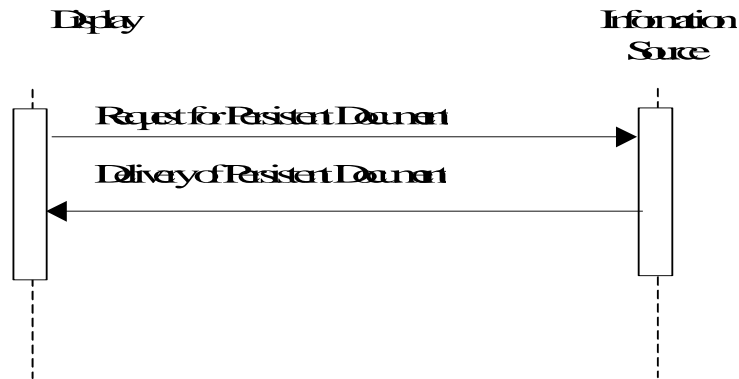 Display
Information
Source
Request for Persistent Document
Delivery of Persistent Document